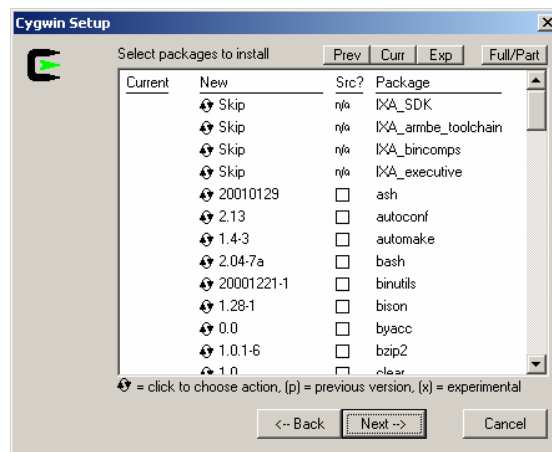 Cygwin Setup
Select packages to install Prev Curr Exp Full/Part
Current New Src? Package
Skip n/a IXA_SDK
Skip n/a IXA_armbe_toolchain
Skip n/a IXA_bincomps
Skip n/a IXA_executive
20010129 ash
2.13 autoconf
1.4-3 automake
2.04-7a bash
20001221-1 binutils
1.28-1 bison
0.0 byacc
1.0.1-6 bzip2
1.0 clear
= click to choose action, (p) = previous version, (x) = experimental
<-- Back Next --> Cancel